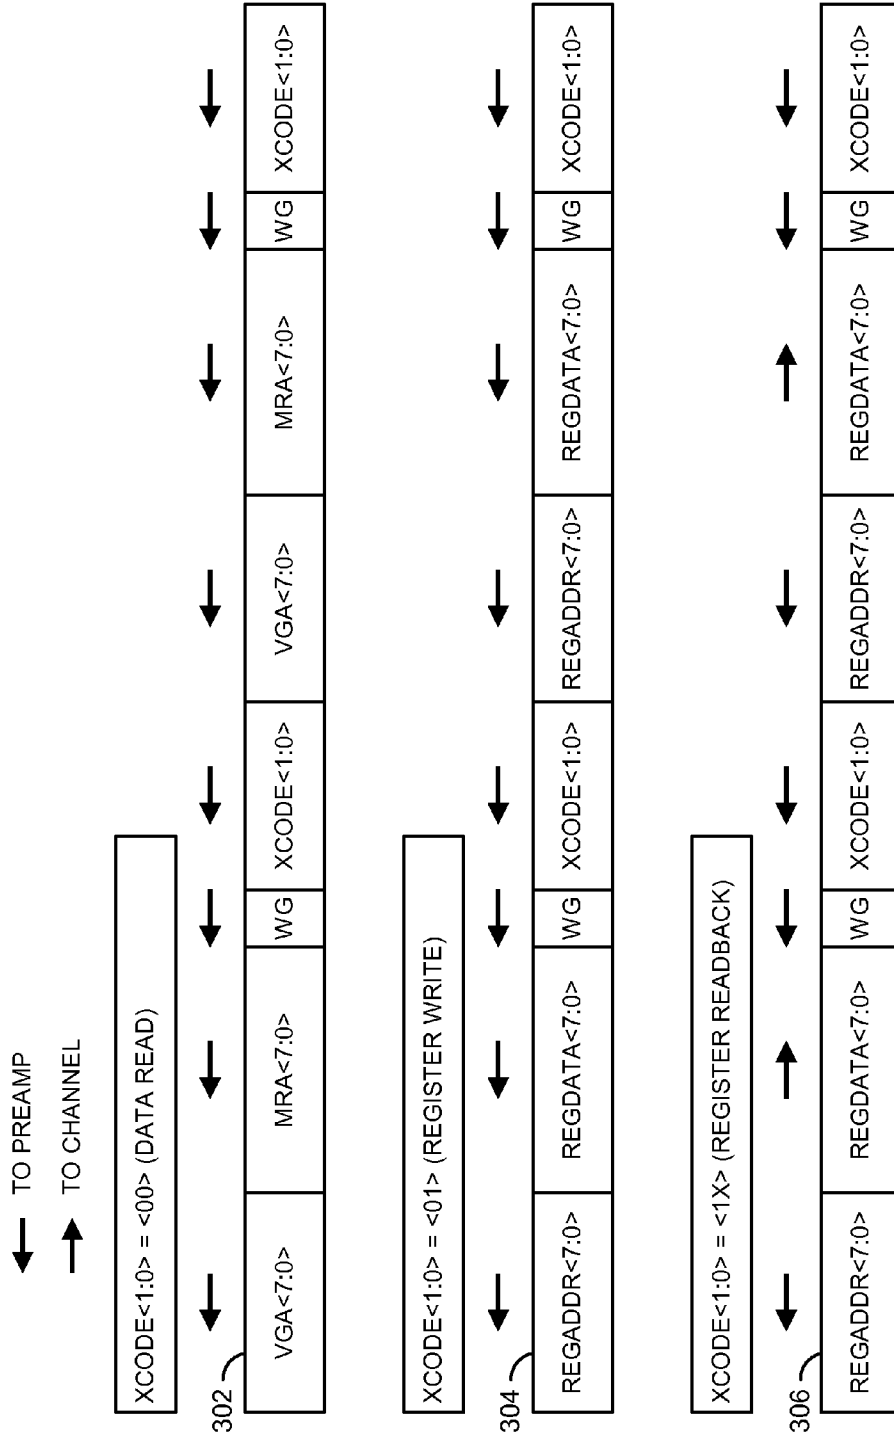 TO PREAMP
TO CHANNEL
XCODE<1:0> = <00> (DATA READ)
302
VGA<7:0> MRA<7:0> WG XCODE<1:0> VGA<7:0> MRA<7:0> WG XCODE<1:0>
XCODE<1:0> = <01> (REGISTER WRITE)
304
REGADDR<7:0> REGDATA<7:0> WG XCODE<1:0> REGADDR<7:0> REGDATA<7:0> WG XCODE<1:0>
XCODE<1:0> = <1X> (REGISTER READBACK)
306
REGADDR<7:0> REGDATA<7:0> WG XCODE<1:0> REGADDR<7:0> REGDATA<7:0> WG XCODE<1:0>